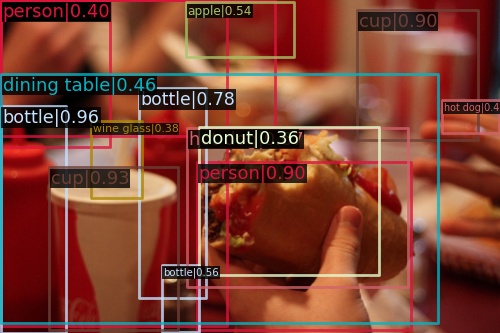 person|0.40
apple|0.54
cup|0.90
dining table|0.46
bottle|0.78
hot dog|0.4
bottle|0.96
wine glass|0.38
donut|0.36
cup|0.93
person|0.90
bottle|0.56